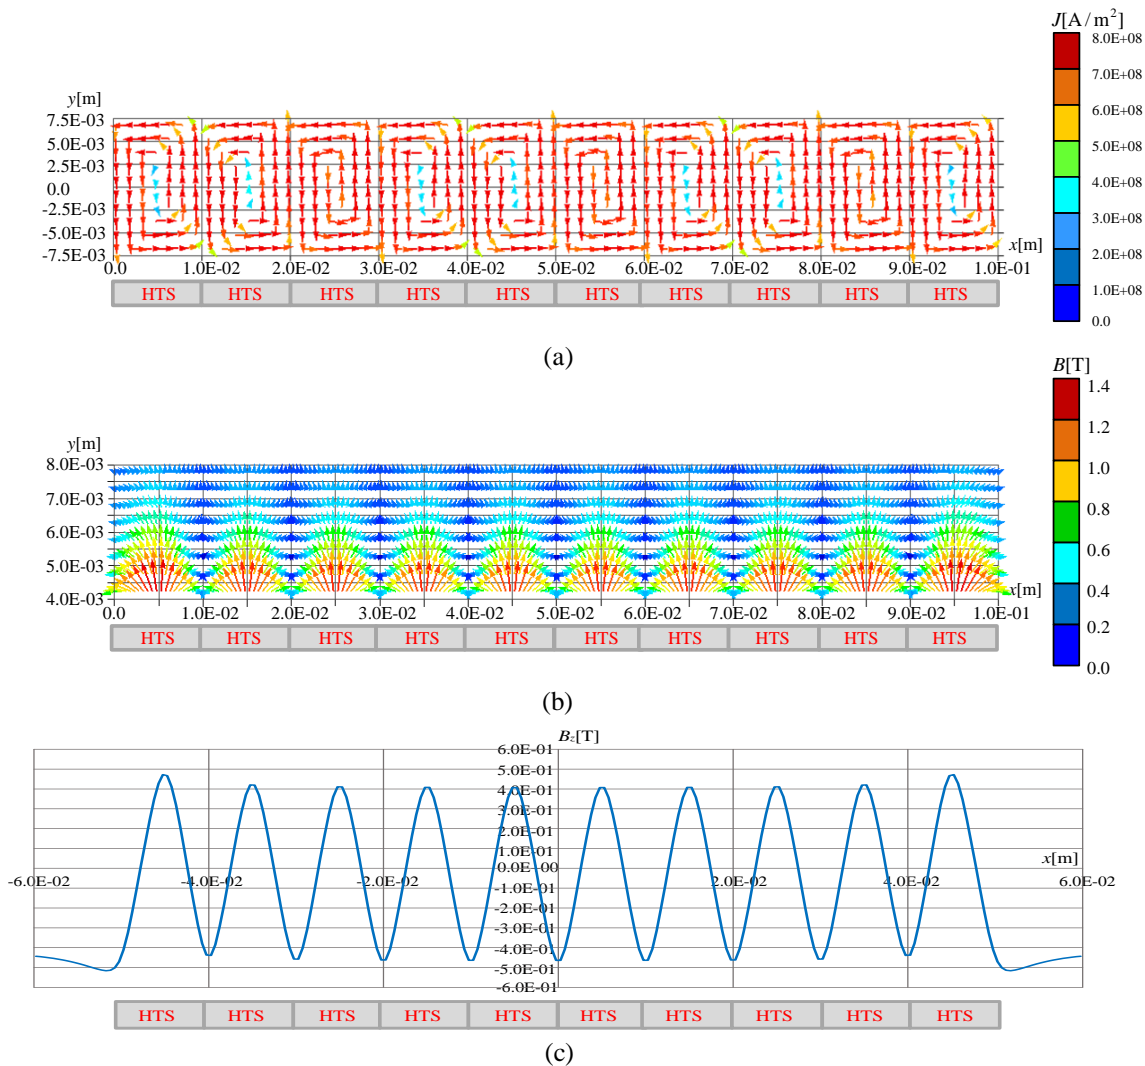 J[A/m²]
8.0E+08
7.0E+08
6.0E+08
5.0E+08
4.0E+08
3.0E+08
2.0E+08
1.0E+08
0.0
y[m]
7.5E-03
5.0E-03
2.5E-03
0.0
-2.5E-03
-5.0E-03
-7.5E-03
x[m]
0.0 1.0E-02 2.0E-02 3.0E-02 4.0E-02 5.0E-02 6.0E-02 7.0E-02 8.0E-02 9.0E-02 1.0E-01
HTS HTS HTS HTS HTS HTS HTS HTS HTS HTS
(a)
B[T]
1.4
1.2
1.0
0.8
0.6
0.4
0.2
0.0
y[m]
8.0E-03
7.0E-03
6.0E-03
5.0E-03
4.0E-03
x[m]
0.0 1.0E-02 2.0E-02 3.0E-02 4.0E-02 5.0E-02 6.0E-02 7.0E-02 8.0E-02 9.0E-02 1.0E-01
HTS HTS HTS HTS HTS HTS HTS HTS HTS HTS
(b)
Bz[T]
6.0E-01
5.0E-01
4.0E-01
3.0E-01
2.0E-01
1.0E-01
0.0E+00
-1.0E-01
-2.0E-01
-3.0E-01
-4.0E-01
-5.0E-01
-6.0E-01
x[m]
-6.0E-02 -4.0E-02 -2.0E-02 2.0E-02 4.0E-02 6.0E-02
HTS HTS HTS HTS HTS HTS HTS HTS HTS HTS
(c)